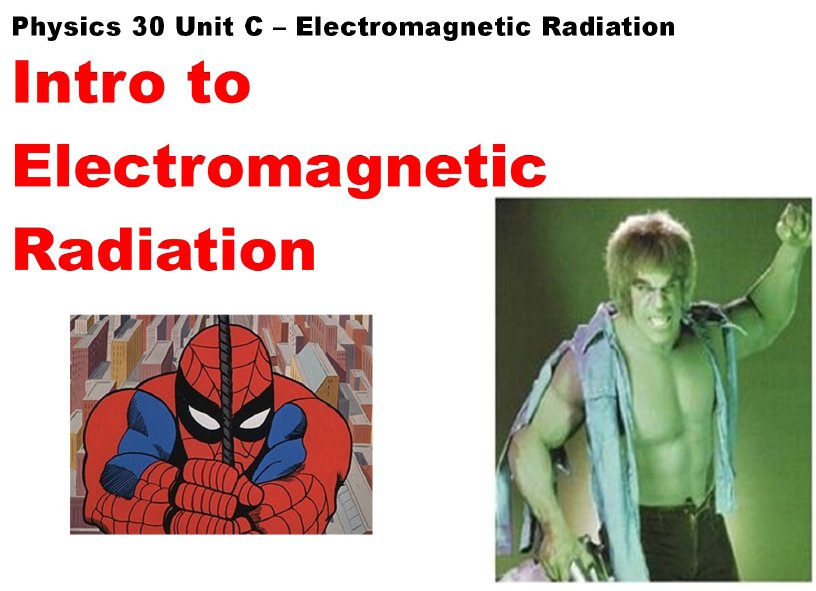 Physics 30 Unit C – Electromagnetic Radiation
Intro to
Electromagnetic
Radiation